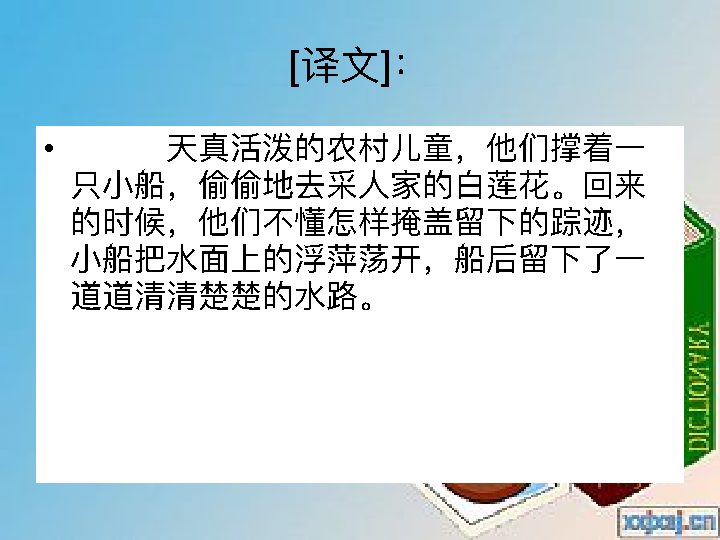 [译文]：
• 天真活泼的农村儿童，他们撑着一
只小船，偷偷地去采人家的白莲花。回来
的时候，他们不懂怎样掩盖留下的踪迹，
小船把水面上的浮萍荡开，船后留下了一
道道清清楚楚的水路。
DICTIONARY